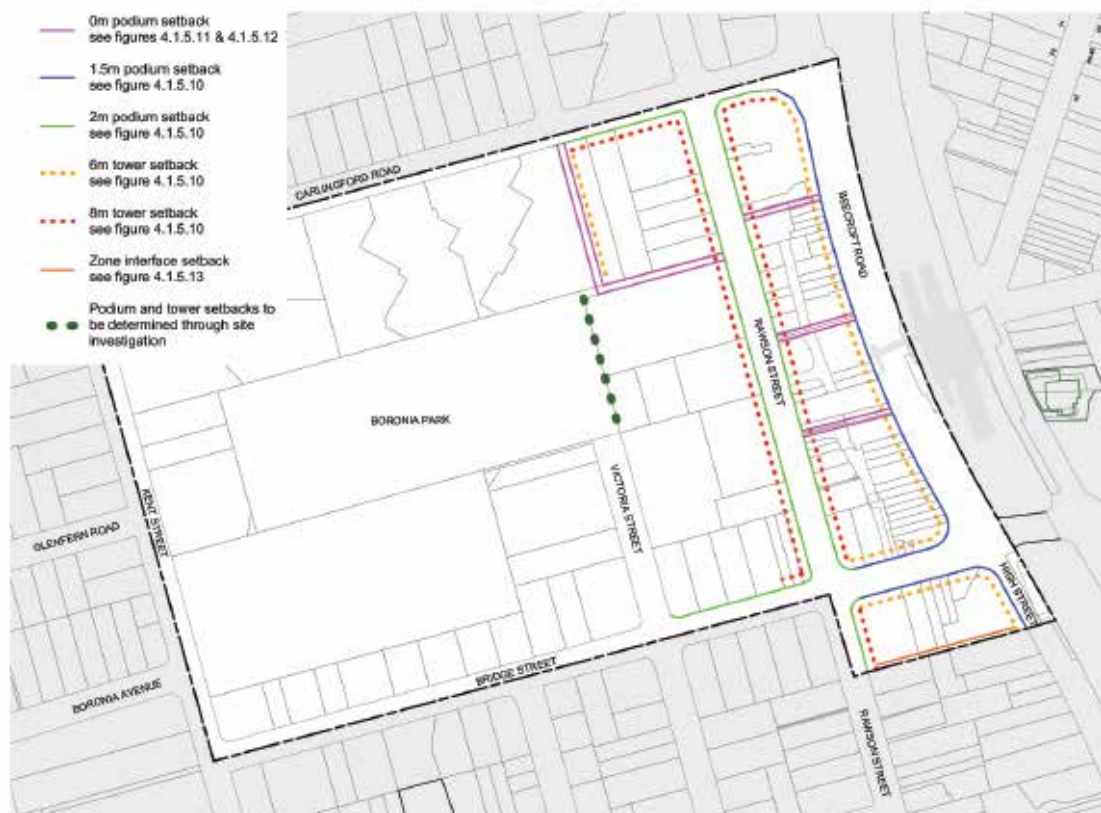 0m podium setback
see figures 4.1.5.11 & 4.1.5.12
1.5m podium setback
see figure 4.1.5.10
2m podium setback
see figure 4.1.5.10
6m tower setback
see figure 4.1.5.10
8m tower setback
see figure 4.1.5.10
Zone interface setback
see figure 4.1.5.13
Podium and tower setbacks to
be determined through site
investigation
CARLINGFORD ROAD
BEECROFT ROAD
RAWSON STREET
BORONIA PARK
VICTORIA STREET
KENT STREET
GLENFERN ROAD
HIGH STREET
BRIDGE STREET
BORONIA AVENUE
RAWSON STREET